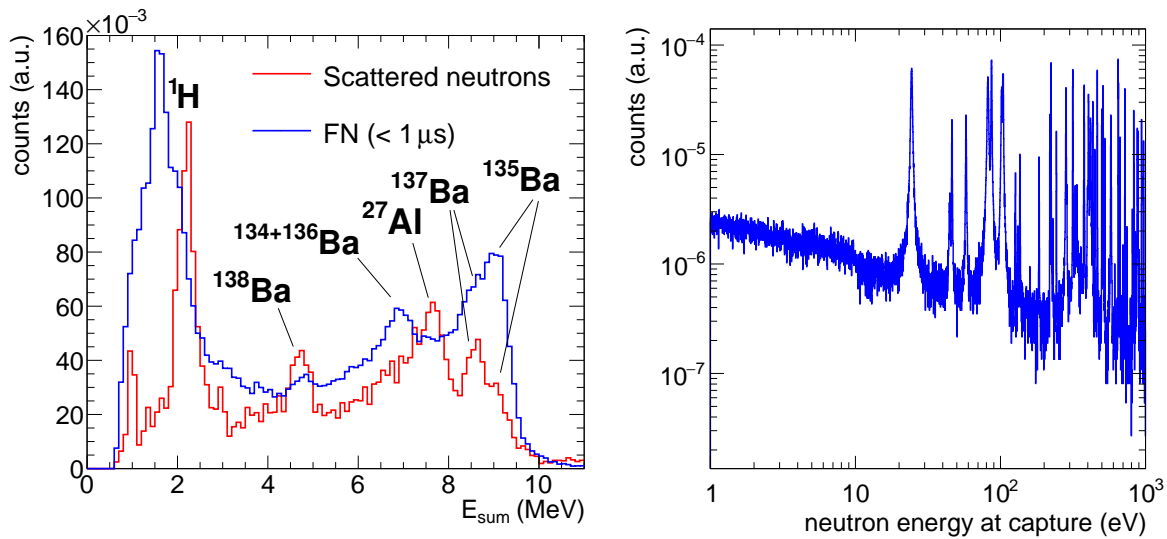 ×10⁻³
160
140
120
100
80
60
40
20
0
counts (a.u.)
¹H
Scattered neutrons
FN (< 1 μs)
¹³⁸Ba
¹³⁴⁺¹³⁶Ba
²⁷Al
¹³⁷Ba
¹³⁵Ba
0 2 4 6 8 10
E_sum (MeV)
counts (a.u.)
10⁻⁴
10⁻⁵
10⁻⁶
10⁻⁷
1 10 10² 10³
neutron energy at capture (eV)